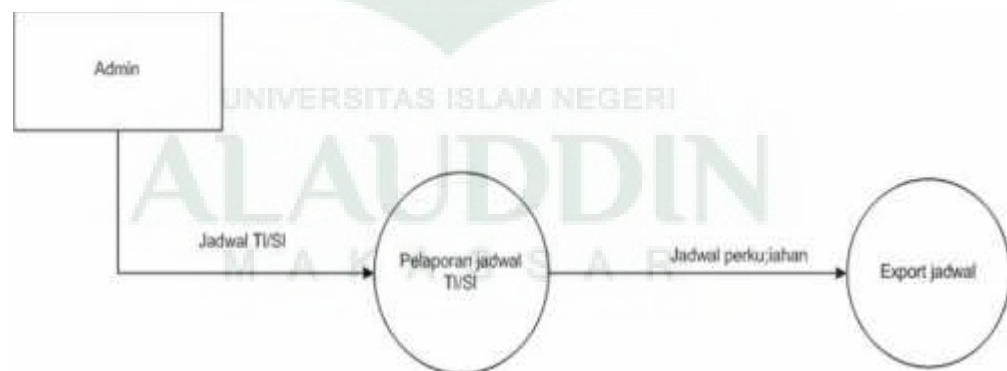 Admin
UNIVERSITAS ISLAM NEGERI
ALAUDDIN
Jadwal TI/SI
M A K A S S A R
Pelaporan jadwal
TI/SI
Jadwal perku;iahan
Export jadwal